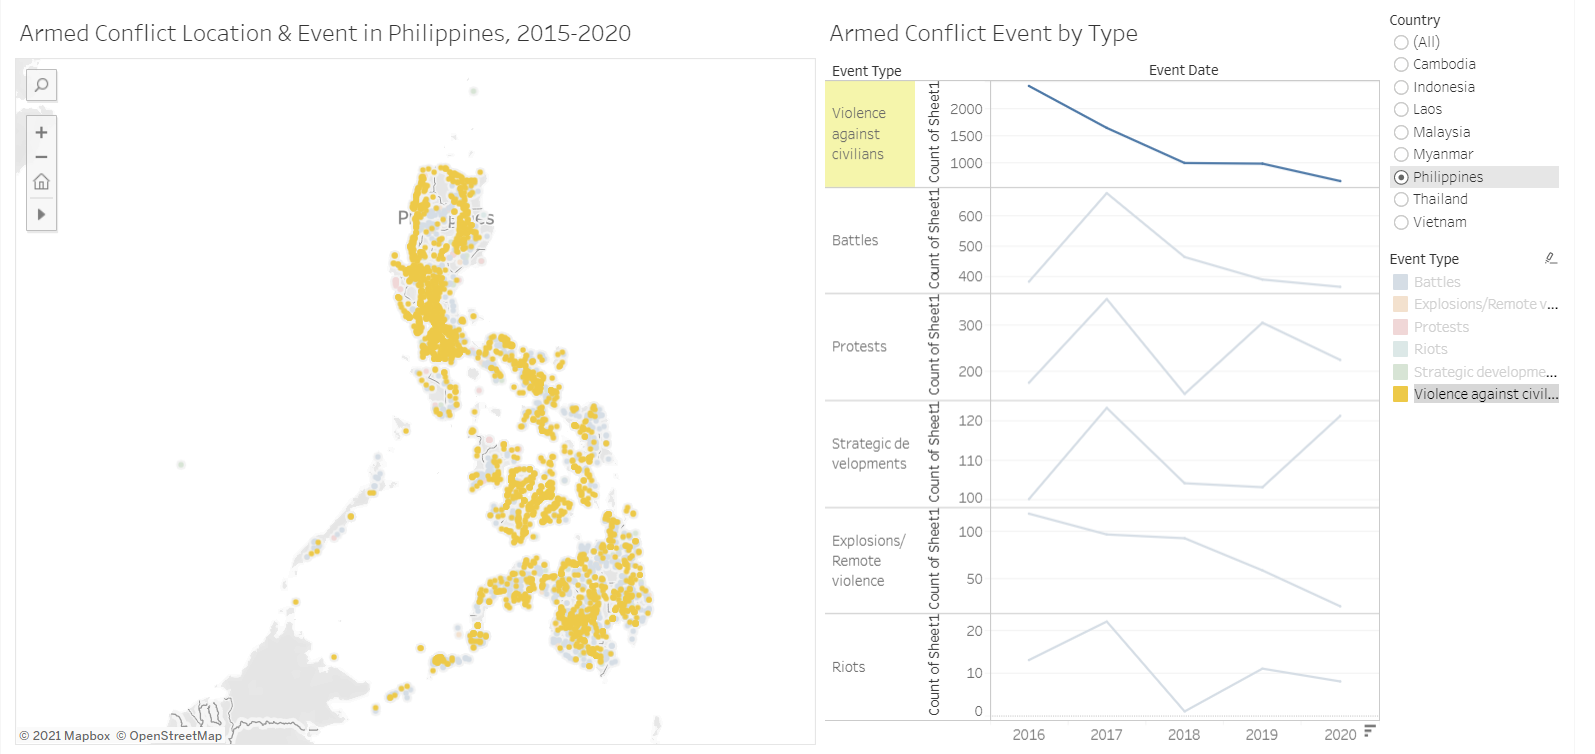 Armed Conflict Location & Event in Philippines, 2015-2020
© 2021 Mapbox © OpenStreetMap
Armed Conflict Event by Type
Event Type
Event Date
Violence
against
civilians
Count of Sheet1
2000
1500
1000
Battles
Count of Sheet1
600
500
400
Protests
Count of Sheet1
300
200
Strategic de
velopments
Count of Sheet1
120
110
100
Explosions/
Remote
violence
Count of Sheet1
100
50
Riots
Count of Sheet1
20
10
0
2016 2017 2018 2019 2020
Country
(All)
Cambodia
Indonesia
Laos
Malaysia
Myanmar
Philippines
Thailand
Vietnam
Event Type
Battles
Explosions/Remote v...
Protests
Riots
Strategic developme...
Violence against civil...